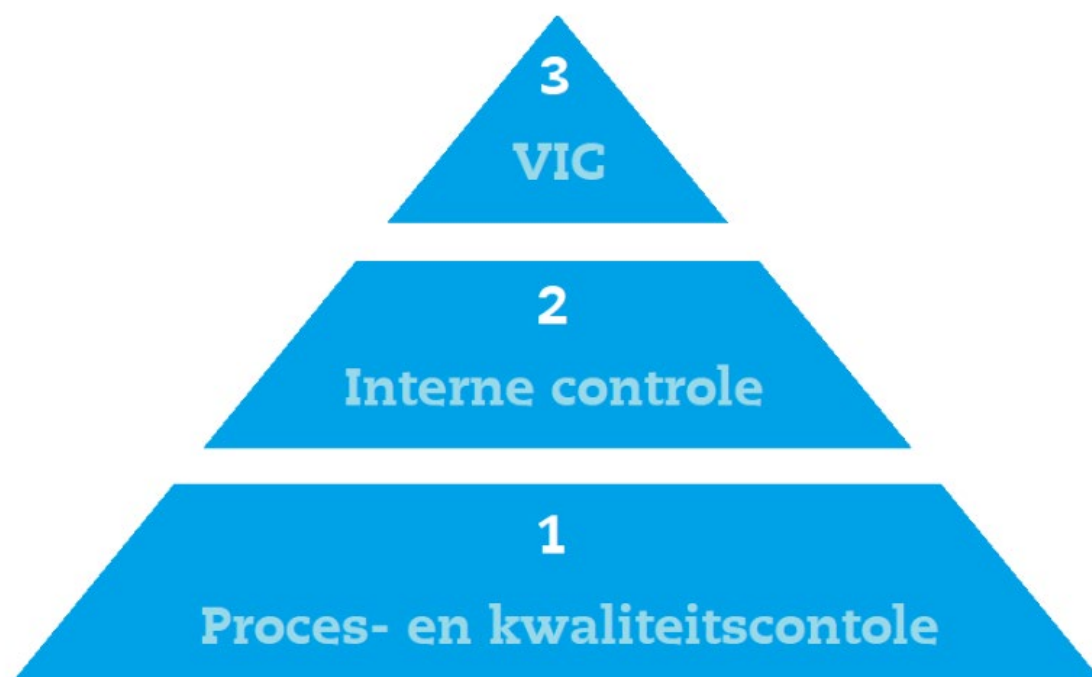 3
VIC
2
Interne controle
1
Proces- en kwaliteitscontole